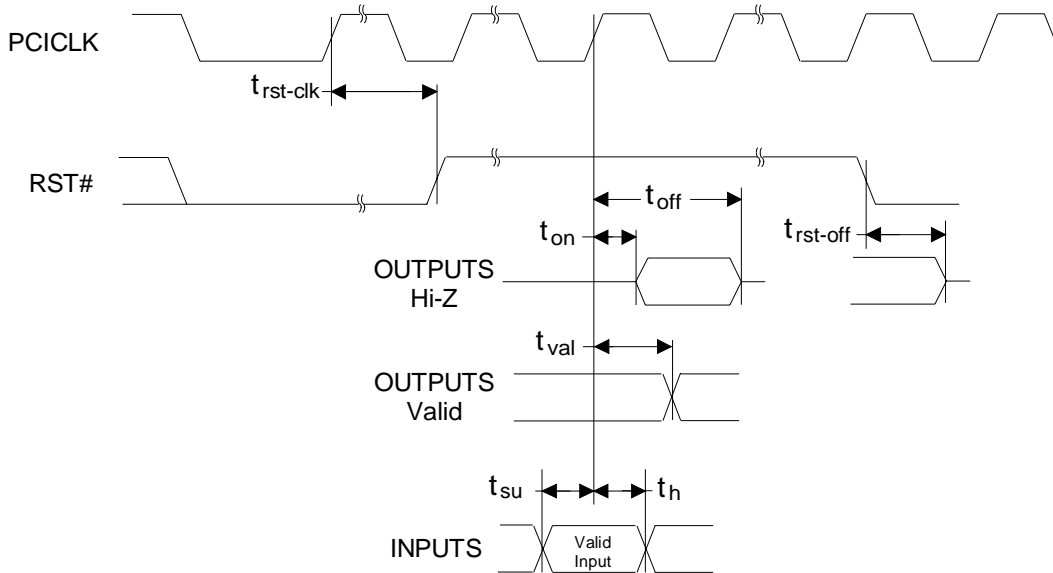 PCICLK
trst-clk
RST#
toff
ton
trst-off
OUTPUTS
Hi-Z
tval
OUTPUTS
Valid
tsu
th
INPUTS
Valid
Input